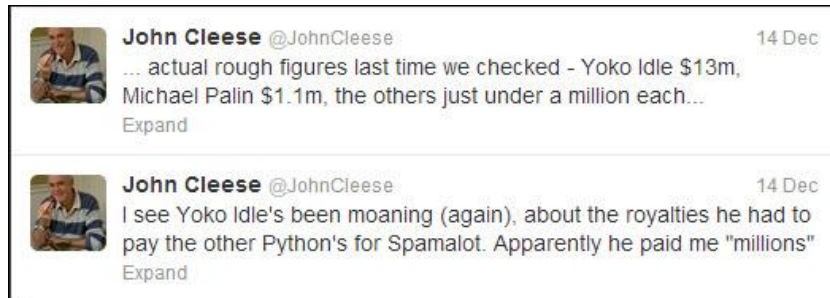 John Cleese @JohnCleese 14 Dec
... actual rough figures last time we checked - Yoko Idle $13m,
Michael Palin $1.1m, the others just under a million each...
Expand
John Cleese @JohnCleese 14 Dec
I see Yoko Idle's been moaning (again), about the royalties he had to
pay the other Python's for Spamalot. Apparently he paid me "millions"
Expand